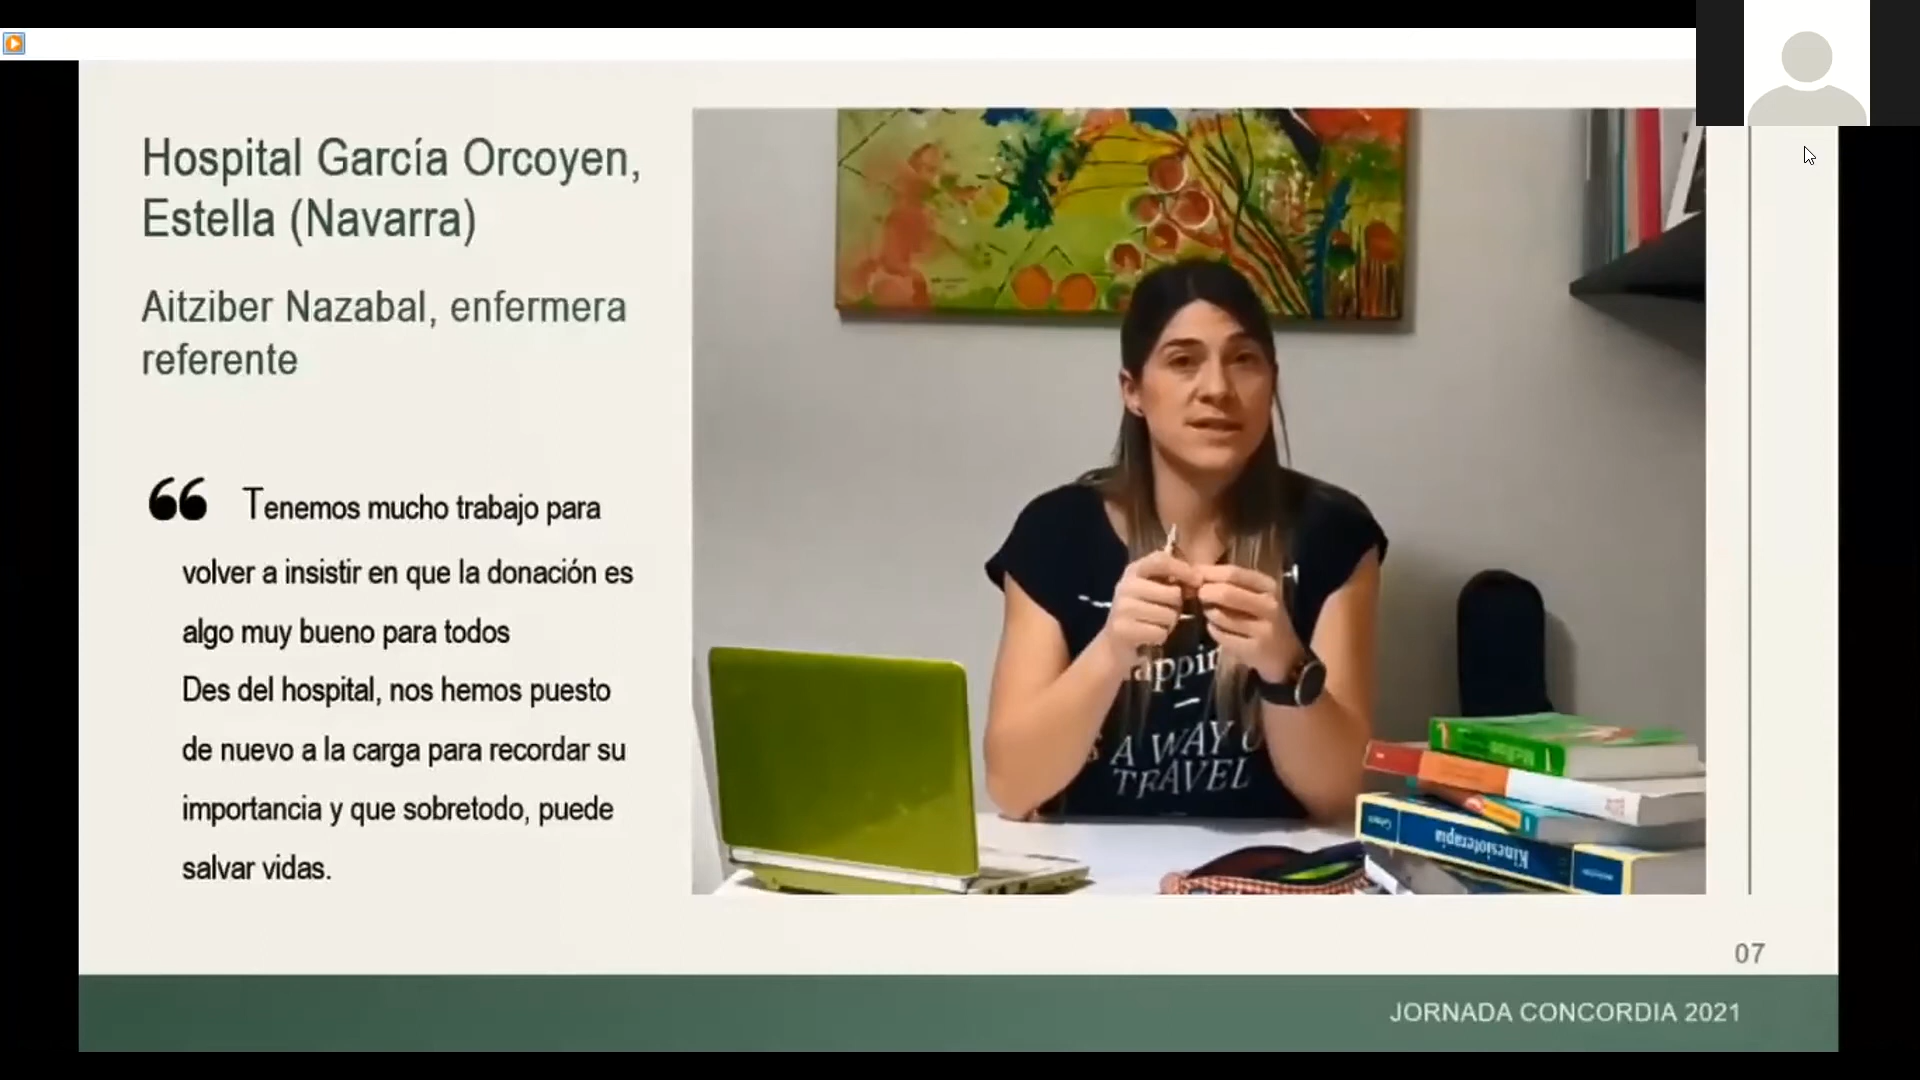 Hospital García Orcoyen,
Estella (Navarra)
Aitziber Nazabal, enfermera
referente
“ Tenemos mucho trabajo para
volver a insistir en que la donación es
algo muy bueno para todos
Des del hospital, nos hemos puesto
de nuevo a la carga para recordar su
importancia y que sobretodo, puede
salvar vidas.
A WAY
TRAVEL
Kinesioterapia
07
JORNADA CONCORDIA 2021